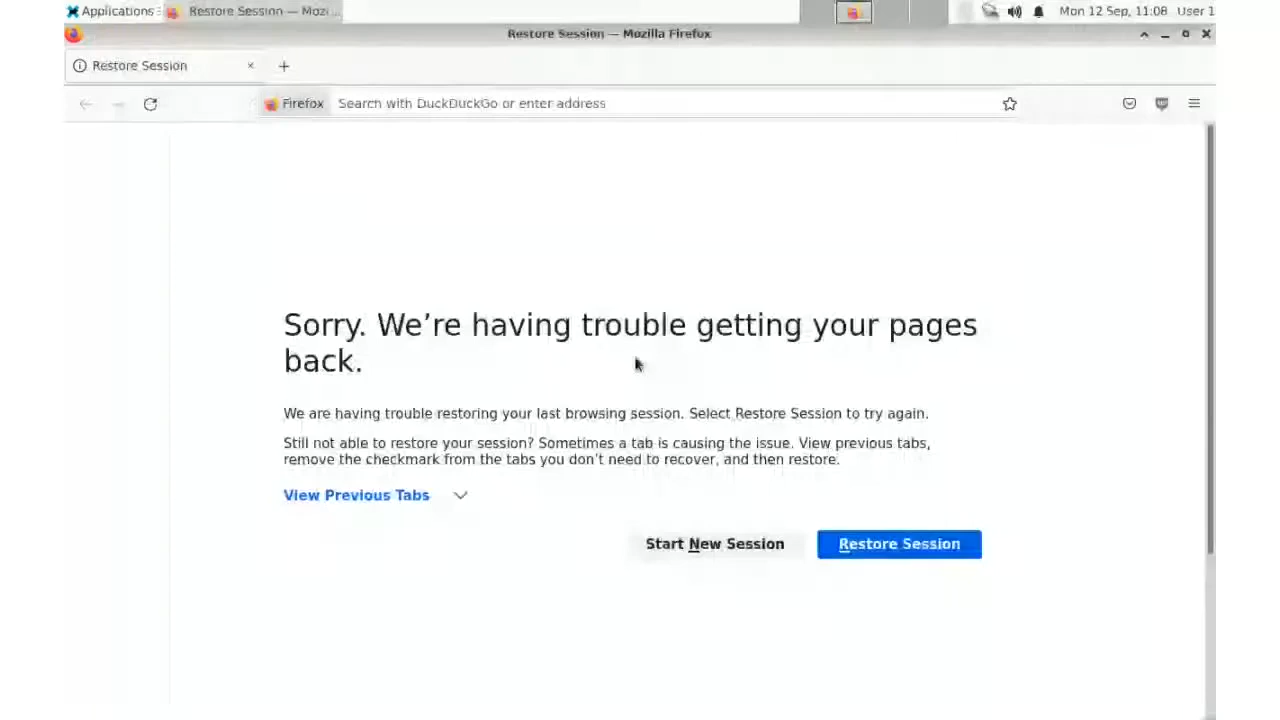 Applications
Restore Session — Mozi...
Mon 12 Sep, 11:08
User 1
Restore Session — Mozilla Firefox
Restore Session
Firefox
Search with DuckDuckGo or enter address
Sorry. We’re having trouble getting your pages
back.
We are having trouble restoring your last browsing session. Select Restore Session to try again.
Still not able to restore your session? Sometimes a tab is causing the issue. View previous tabs,
remove the checkmark from the tabs you don’t need to recover, and then restore.
View Previous Tabs
Start New Session
Restore Session